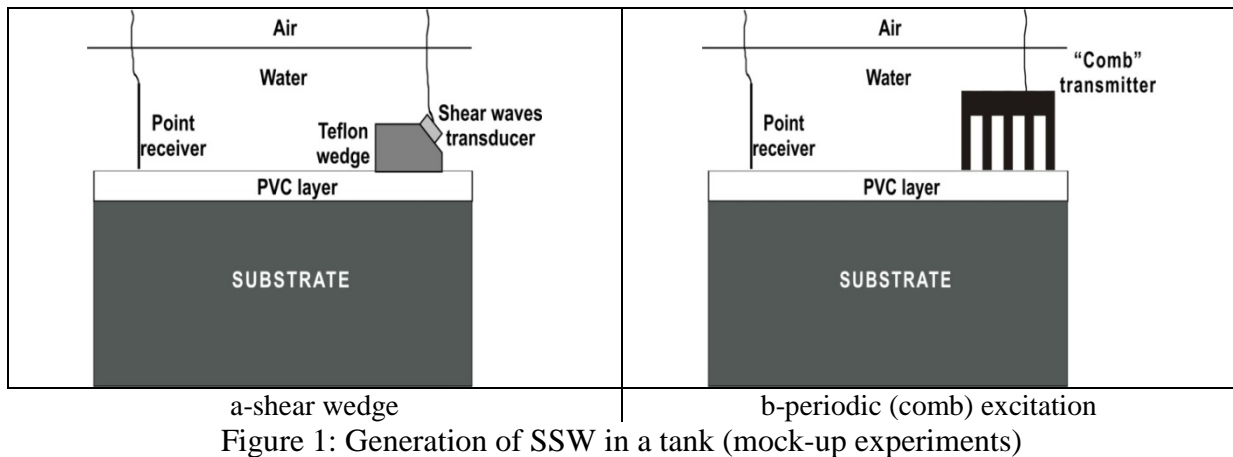 Air
Water
Point
receiver
Teflon
wedge
Shear waves
transducer
PVC layer
SUBSTRATE
a-shear wedge
Air
Water
"Comb"
transmitter
Point
receiver
PVC layer
SUBSTRATE
b-periodic (comb) excitation
Figure 1: Generation of SSW in a tank (mock-up experiments)